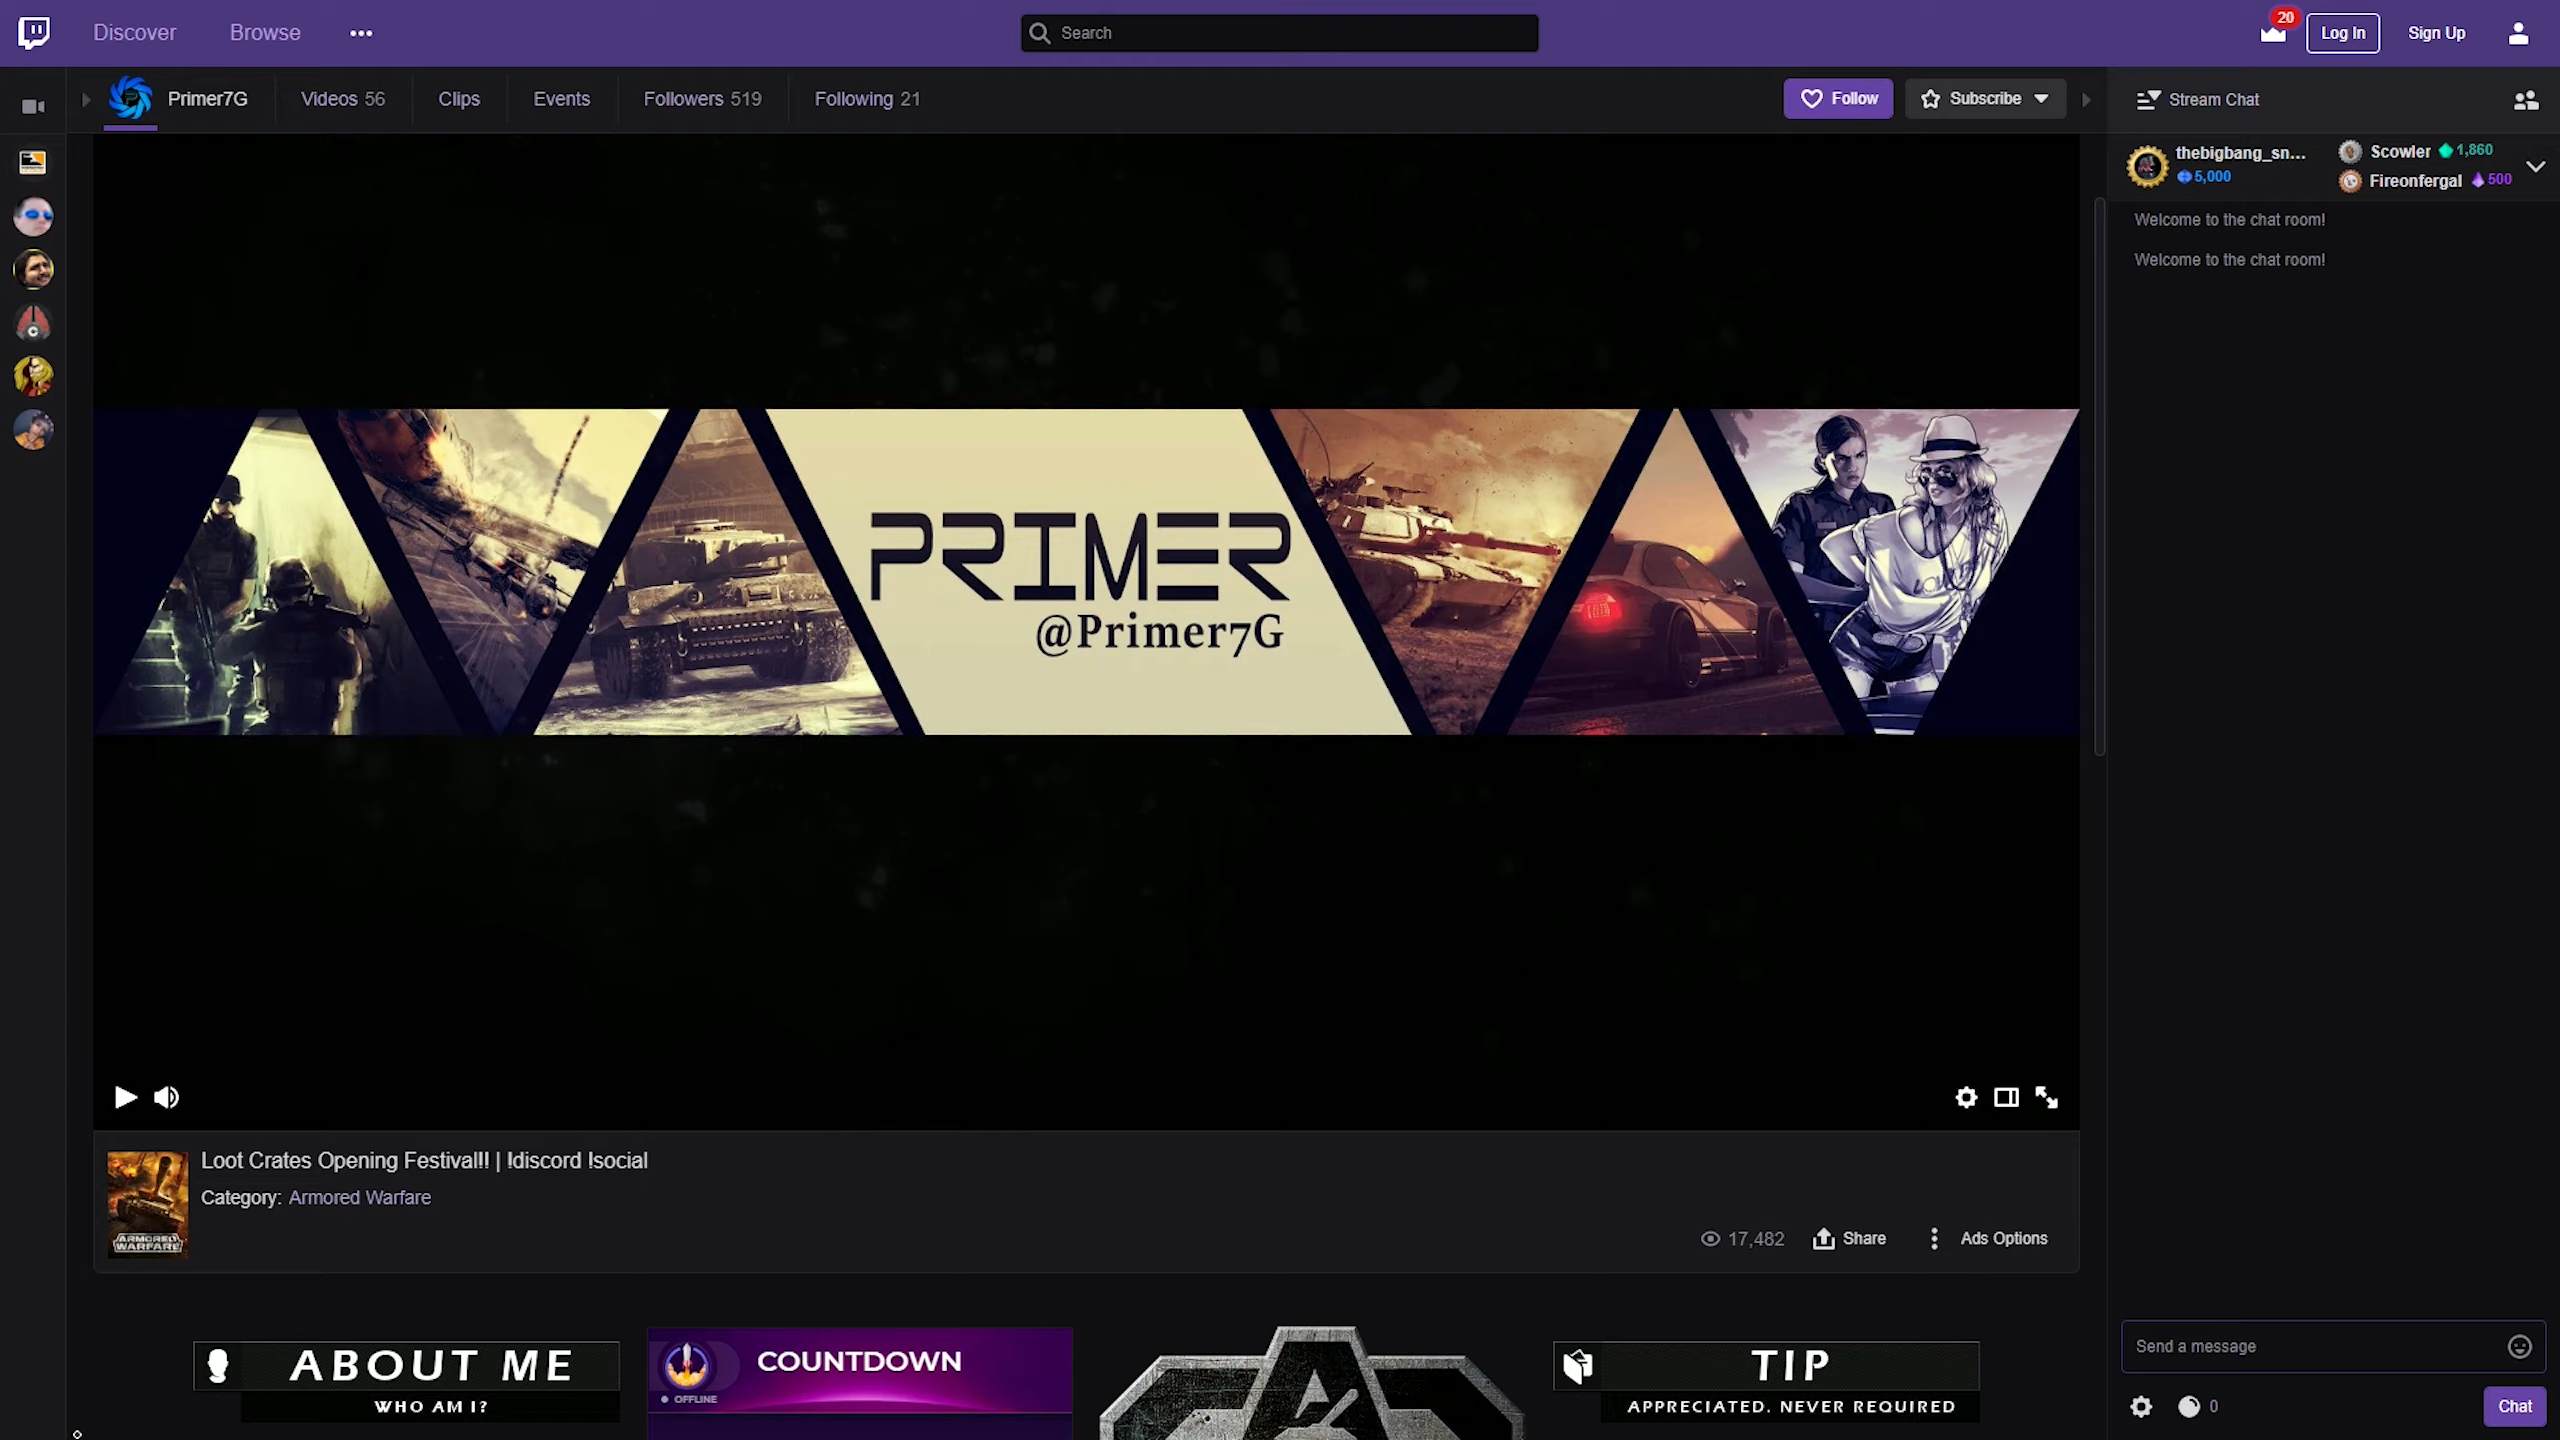 Discover Browse Search 20 Log In Sign Up
Primer7G Videos 56 Clips Events Followers 519 Following 21 Follow Subscribe
Stream Chat
thebigbang_sn... 5,000
Scowler 1,860
Fireonfergal 500
Welcome to the chat room!
Welcome to the chat room!
PRIMER
@Primer7G
Loot Crates Opening Festival!! | !discord !social
Category: Armored Warfare
ARMORED
WARFARE
17,482 Share Ads Options
ABOUT ME
WHO AM I?
COUNTDOWN
OFFLINE
TIP
APPRECIATED. NEVER REQUIRED
Send a message
0 Chat